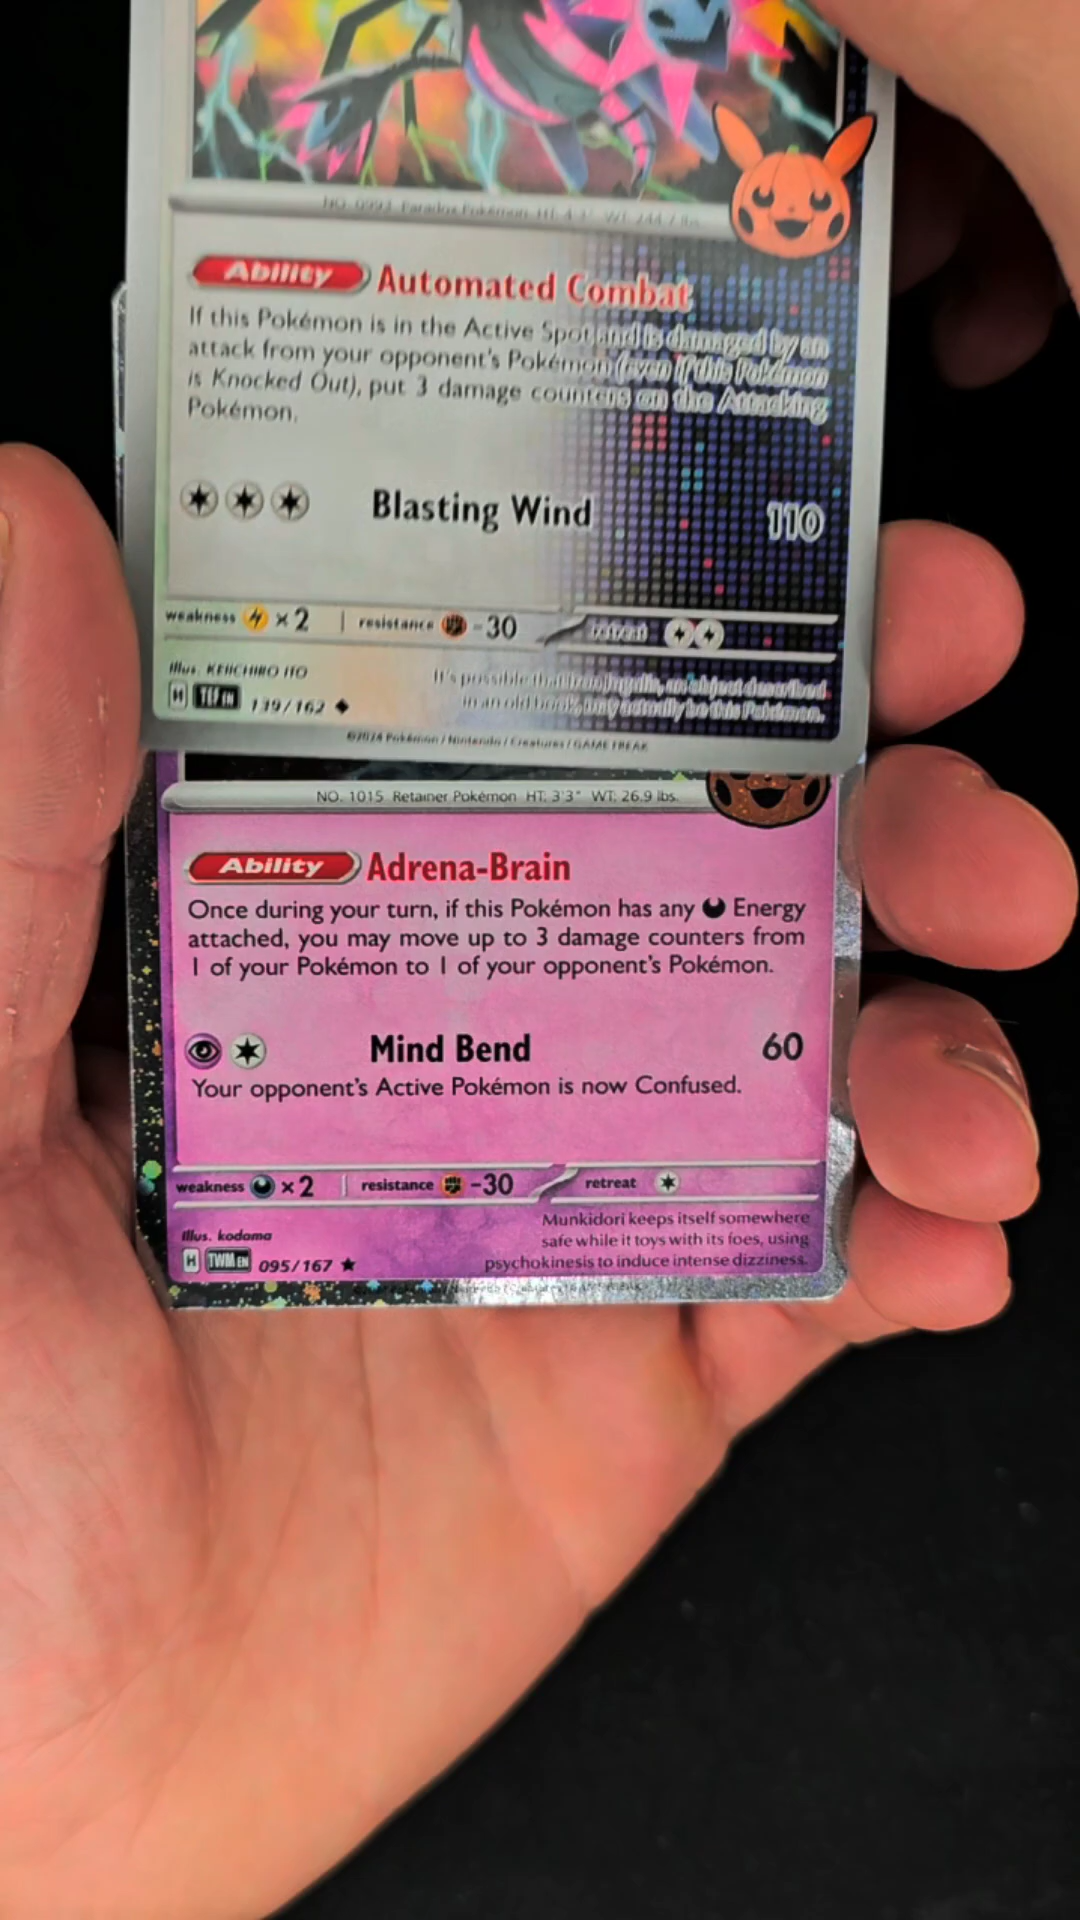 NO. 0993 Paradox Pokémon HT: 4'3" WT: 244.7 lbs.
Ability Automated Combat
If this Pokémon is in the Active Spot and is damaged by an
attack from your opponent's Pokémon (even if this Pokémon
is Knocked Out), put 3 damage counters on the Attacking
Pokémon.
Blasting Wind 110
weakness ×2 resistance -30 retreat
Illus. KEIICHIRO ITO
It's possible that Iron Jugulis, an object described
H TEF EN 139/162
in an old book, may actually be this Pokémon.
©2024 Pokémon / Nintendo / Creatures / GAME FREAK
NO. 1015 Retainer Pokémon HT: 3'3" WT: 26.9 lbs.
Ability Adrena-Brain
Once during your turn, if this Pokémon has any Energy
attached, you may move up to 3 damage counters from
1 of your Pokémon to 1 of your opponent's Pokémon.
Mind Bend 60
Your opponent's Active Pokémon is now Confused.
weakness ×2 resistance -30 retreat
Munkidori keeps itself somewhere
Illus. kodama
safe while it toys with its foes, using
H TWM EN 095/167
psychokinesis to induce intense dizziness.